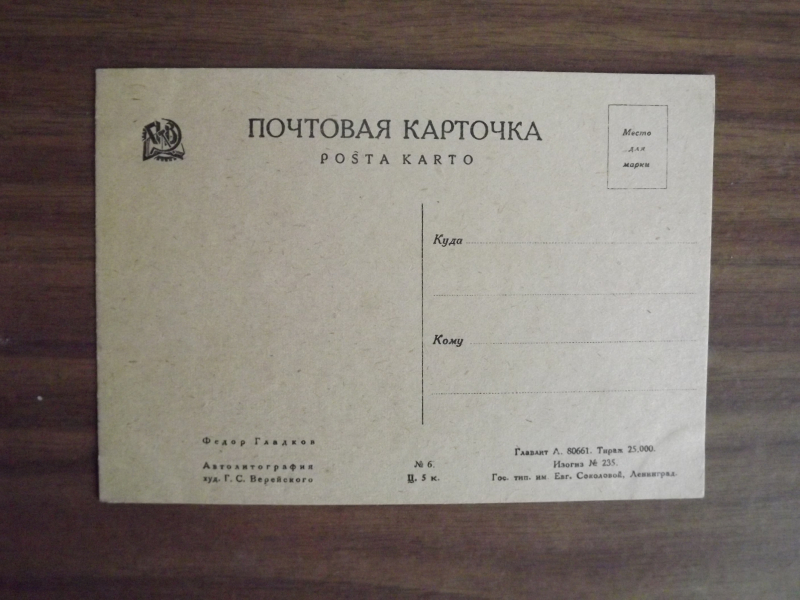 ПОЧТОВАЯ КАРТОЧКА
POŜTA KARTO
Место
для
марки
Куда
Кому
Федор Гладков
Автолитография
худ. Г. С. Верейского
№ 6.
Ц. 5 к.
Главлит Л. 80661. Тираж 25,000.
Изогиз № 235.
Гос. тип. им. Евг. Соколовой, Ленинград.